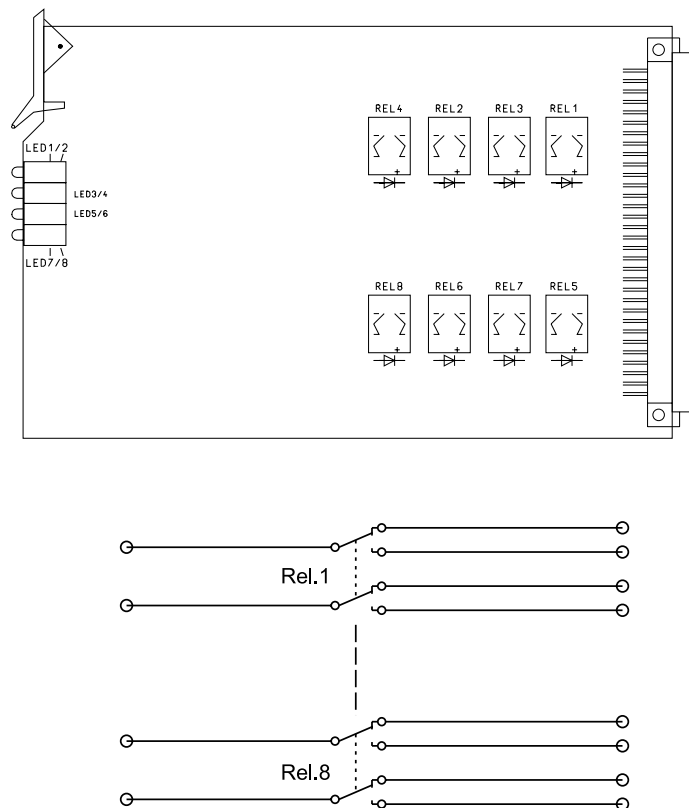 REL4 REL2 REL3 REL1
LED1/2
LED3/4
LED5/6
LED7/8
REL8 REL6 REL7 REL5
Rel.1
Rel.8